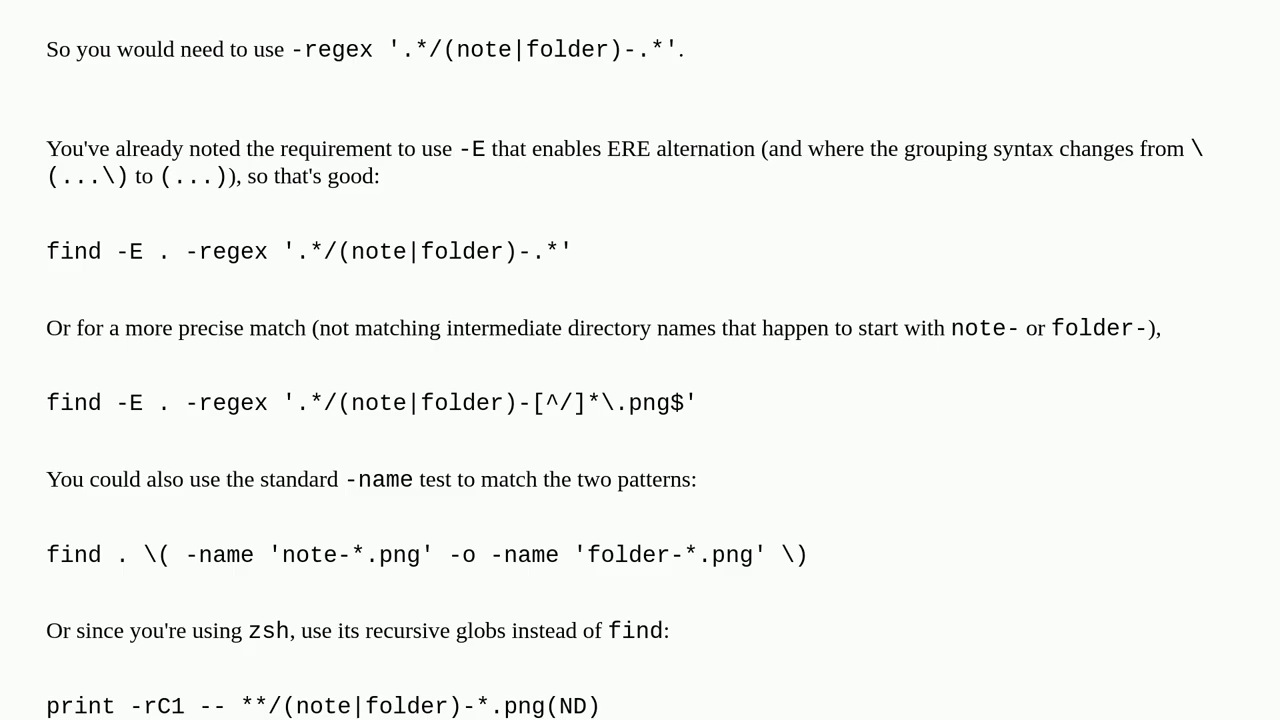 So you would need to use -regex '.*/(note|folder)-.*'.
You've already noted the requirement to use -E that enables ERE alternation (and where the grouping syntax changes from \
(...\) to (...)), so that's good:
find -E . -regex '.*/(note|folder)-.*'
Or for a more precise match (not matching intermediate directory names that happen to start with note- or folder-),
find -E . -regex '.*/(note|folder)-[^/]*\.png$'
You could also use the standard -name test to match the two patterns:
find . \( -name 'note-*.png' -o -name 'folder-*.png' \)
Or since you're using zsh, use its recursive globs instead of find:
print -rC1 -- **/(note|folder)-*.png(ND)